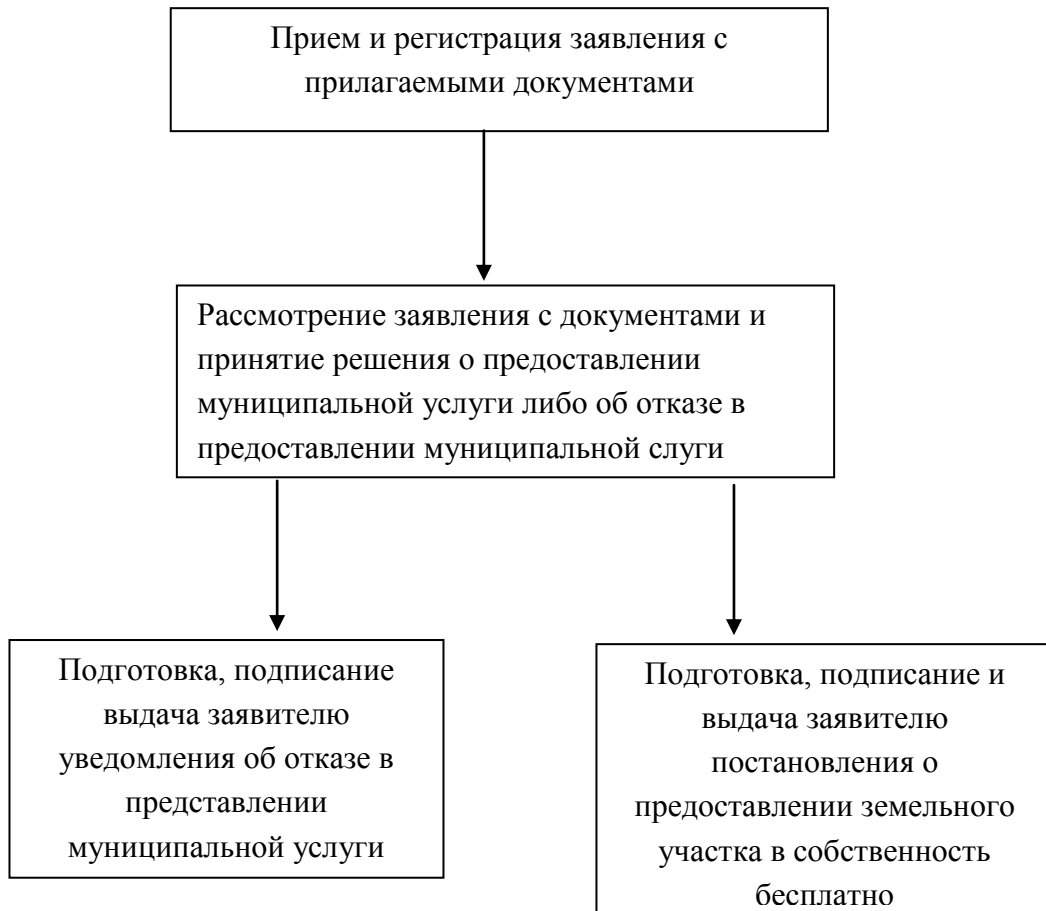 Прием и регистрация заявления с
прилагаемыми документами
Рассмотрение заявления с документами и
принятие решения о предоставлении
муниципальной услуги либо об отказе в
предоставлении муниципальной слуги
Подготовка, подписание
выдача заявителю
уведомления об отказе в
представлении
муниципальной услуги
Подготовка, подписание и
выдача заявителю
постановления о
предоставлении земельного
участка в собственность
бесплатно